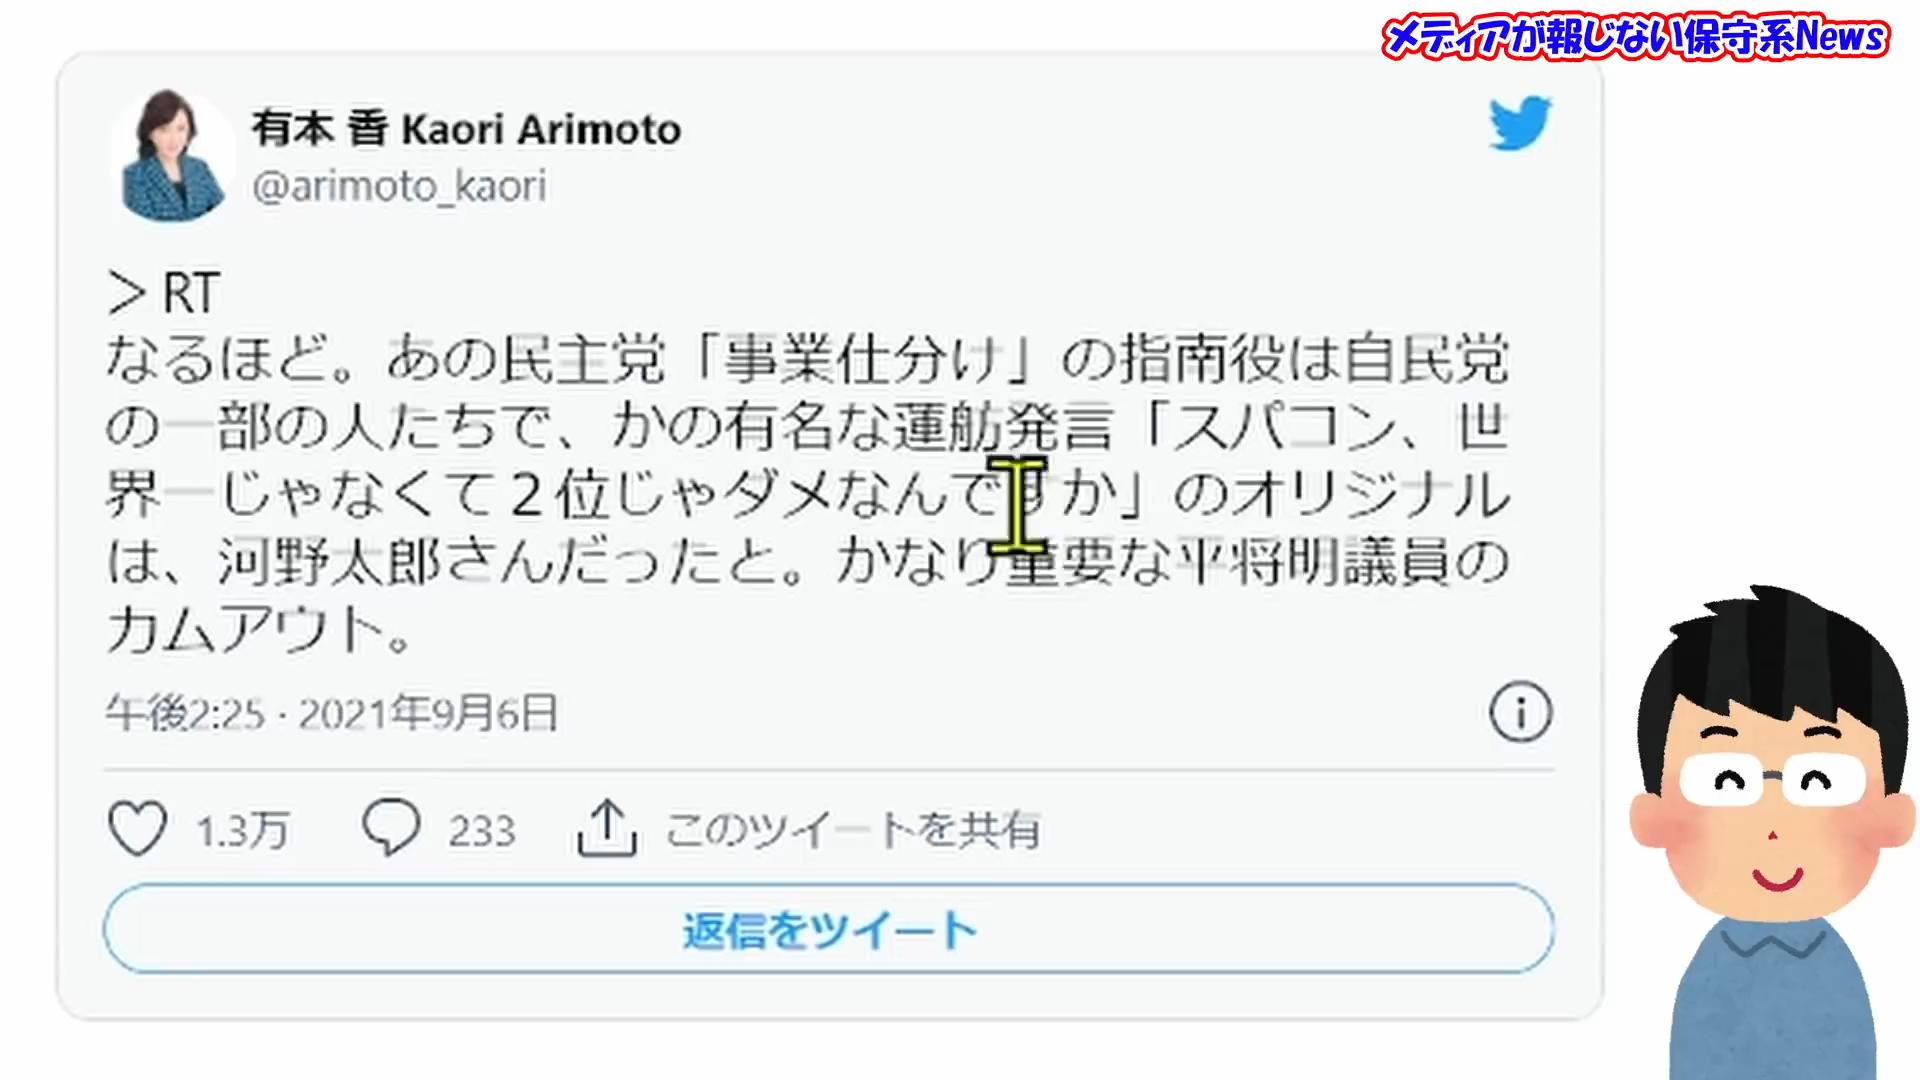 メディアが報じない保守系News
有本 香 Kaori Arimoto
@arimoto_kaori
＞RT
なるほど。あの民主党「事業仕分け」の指南役は自民党
の一部の人たちで、かの有名な蓮舫発言「スパコン、世
界一じゃなくて２位じゃダメなんですか」のオリジナル
は、河野太郎さんだったと。かなり重要な平将明議員の
カムアウト。
午後2:25 · 2021年9月6日
1.3万 233 このツイートを共有
返信をツイート